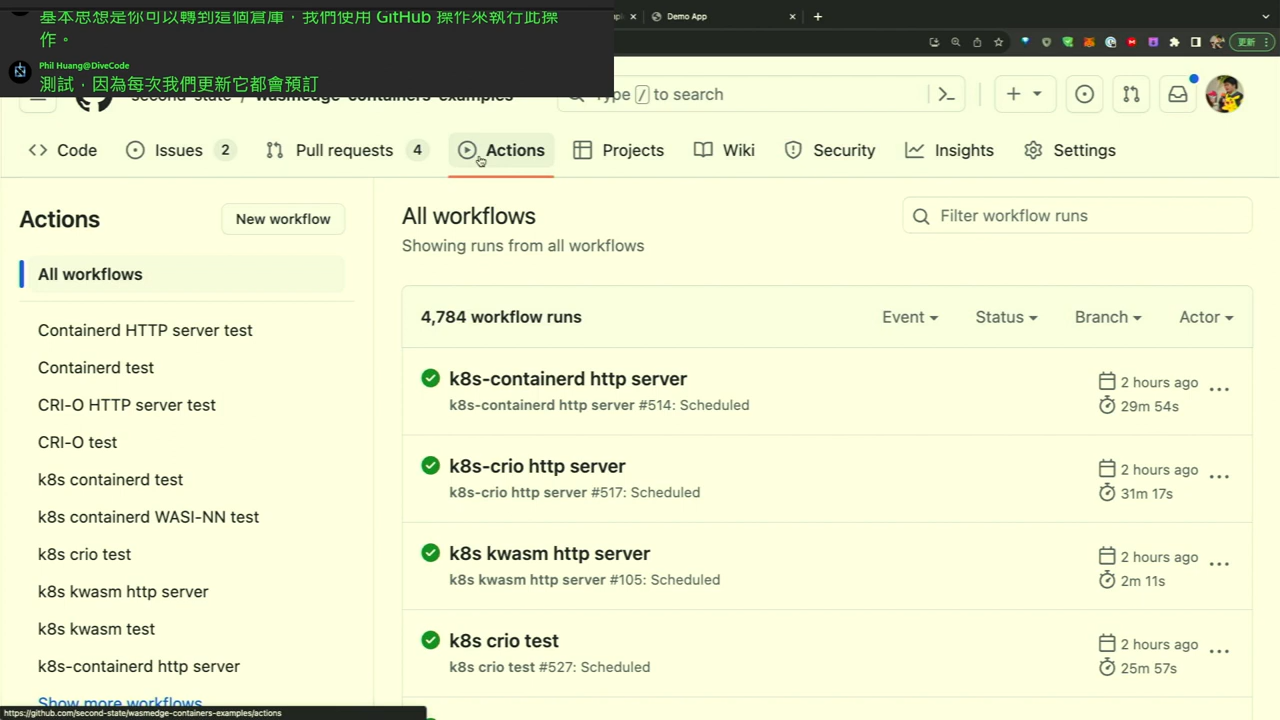 基本思想是你可以轉到這個倉庫，我們使用 GitHub 操作來執行此操
作。
Phil Huang@DiveCode
測試，因為每次我們更新它都會預訂
Demo App
更新
second-state / wasmedge-containers-examples
Type / to search
Code
Issues 2
Pull requests 4
Actions
Projects
Wiki
Security
Insights
Settings
Actions
New workflow
All workflows
Containerd HTTP server test
Containerd test
CRI-O HTTP server test
CRI-O test
k8s containerd test
k8s containerd WASI-NN test
k8s crio test
k8s kwasm http server
k8s kwasm test
k8s-containerd http server
Show more workflows
All workflows
Showing runs from all workflows
Filter workflow runs
4,784 workflow runs
Event
Status
Branch
Actor
k8s-containerd http server
k8s-containerd http server #514: Scheduled
2 hours ago
29m 54s
k8s-crio http server
k8s-crio http server #517: Scheduled
2 hours ago
31m 17s
k8s kwasm http server
k8s kwasm http server #105: Scheduled
2 hours ago
2m 11s
k8s crio test
k8s crio test #527: Scheduled
2 hours ago
25m 57s
https://github.com/second-state/wasmedge-containers-examples/actions